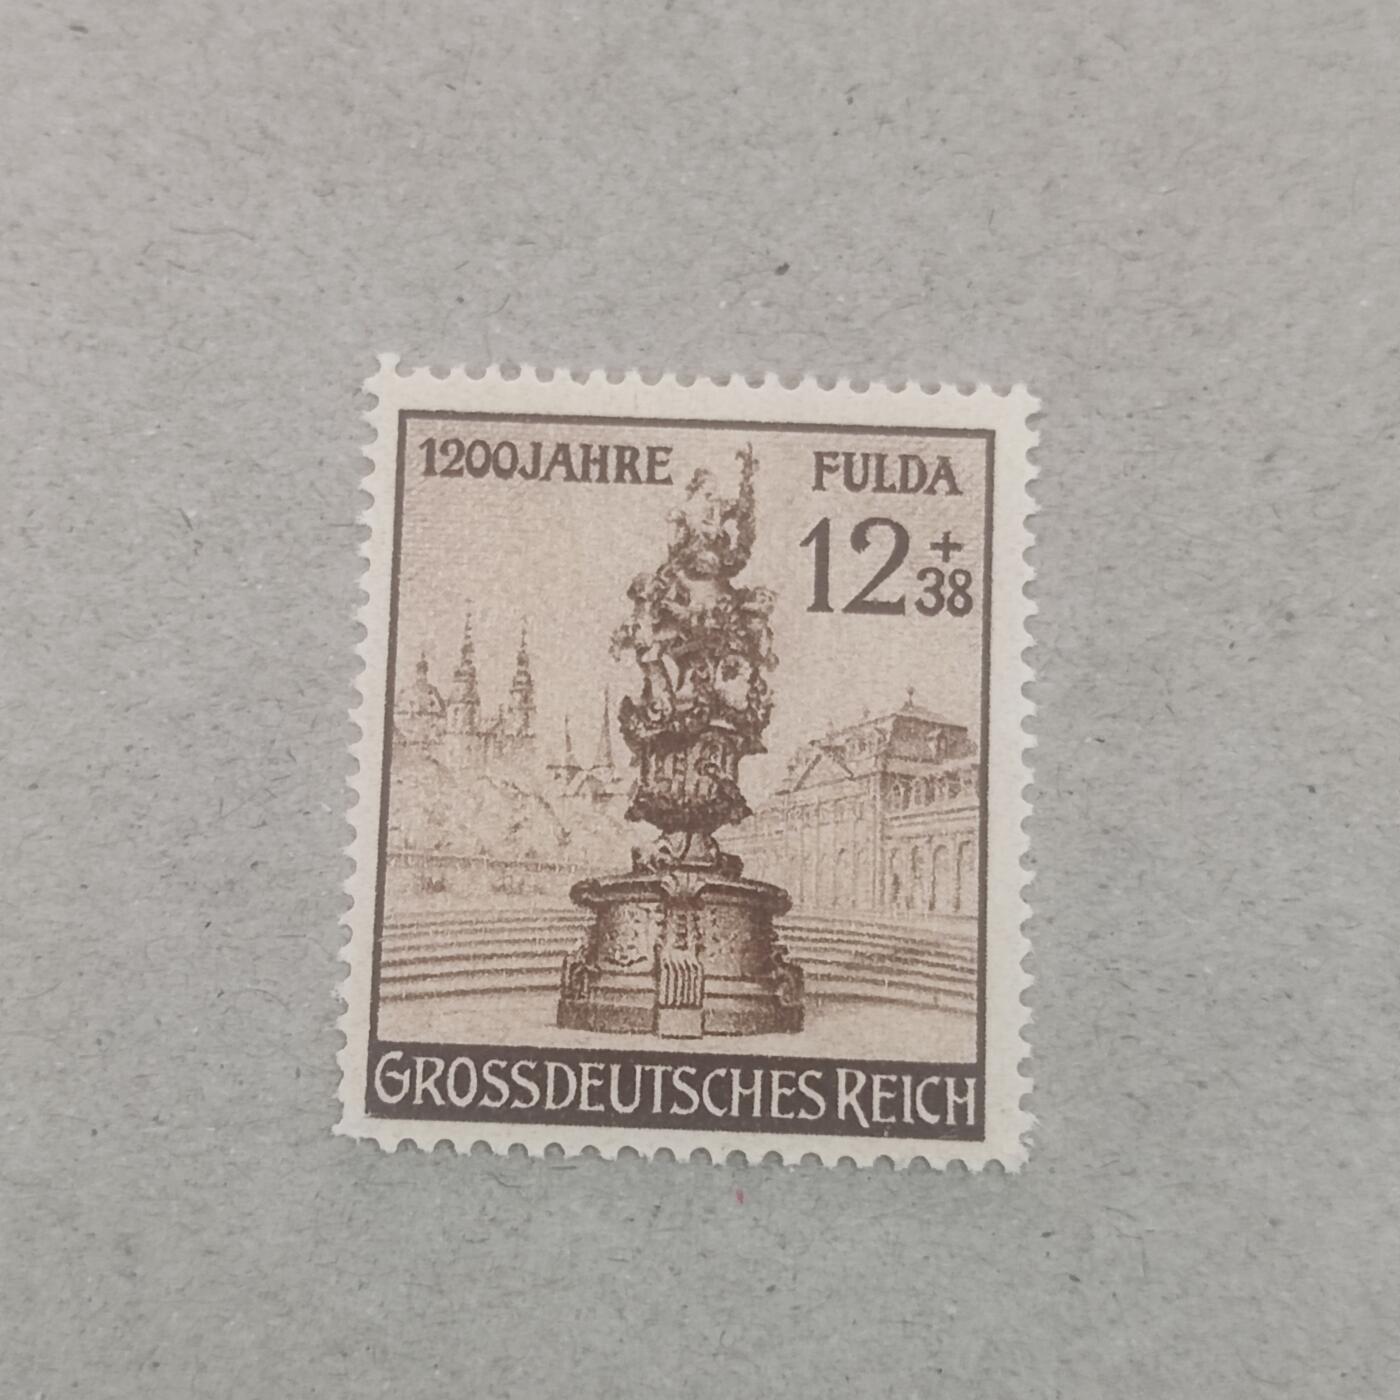 1200JAHRE FULDA
12+38
GROSSDEUTSCHES REICH